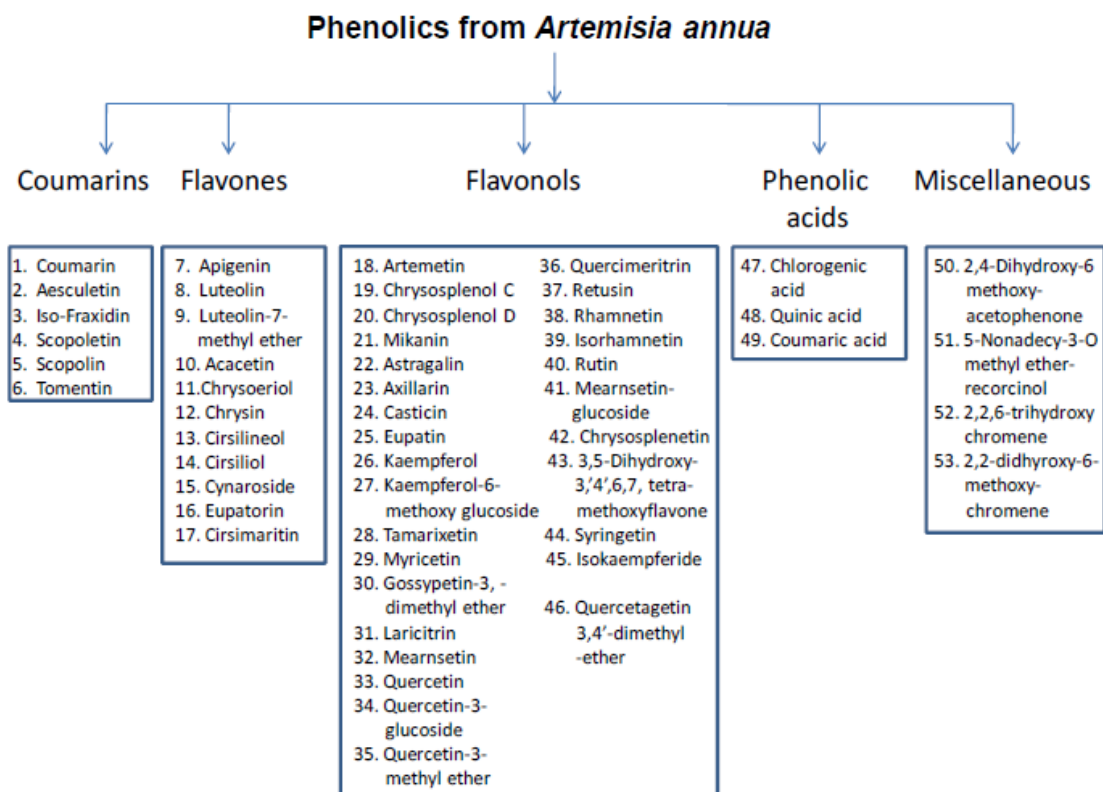 Phenolics from Artemisia annua
Coumarins
Flavones
Flavonols
Phenolic
acids
Miscellaneous
1. Coumarin
2. Aesculetin
3. Iso-Fraxidin
4. Scopoletin
5. Scopolin
6. Tomentin
7. Apigenin
8. Luteolin
9. Luteolin-7-
methyl ether
10. Acacetin
11.Chrysoeriol
12. Chrysin
13. Cirsilineol
14. Cirsiliol
15. Cynaroside
16. Eupatorin
17. Cirsimaritin
18. Artemetin
19. Chrysosplenol C
20. Chrysosplenol D
21. Mikanin
22. Astragalin
23. Axillarin
24. Casticin
25. Eupatin
26. Kaempferol
27. Kaempferol-6-
methoxy glucoside
28. Tamarixetin
29. Myricetin
30. Gossypetin-3, -
dimethyl ether
31. Laricitrin
32. Mearnsetin
33. Quercetin
34. Quercetin-3-
glucoside
35. Quercetin-3-
methyl ether
36. Quercimeritrin
37. Retusin
38. Rhamnetin
39. Isorhamnetin
40. Rutin
41. Mearnsetin-
glucoside
42. Chrysosplenetin
43. 3,5-Dihydroxy-
3,'4',6,7, tetra-
methoxyflavone
44. Syringetin
45. Isokaempferide
46. Quercetagetin
3,4'-dimethyl
-ether
47. Chlorogenic
acid
48. Quinic acid
49. Coumaric acid
50. 2,4-Dihydroxy-6
methoxy-
acetophenone
51. 5-Nonadecy-3-O
methyl ether-
recorcinol
52. 2,2,6-trihydroxy
chromene
53. 2,2-didhyroxy-6-
methoxy-
chromene